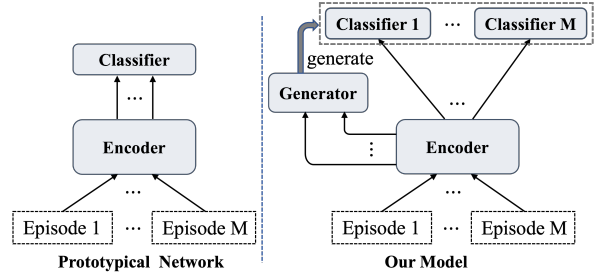 Classifier
...
Encoder
...
Episode 1 ... Episode M
Prototypical Network
Classifier 1 ... Classifier M
generate
Generator
...
...
Encoder
...
Episode 1 ... Episode M
Our Model